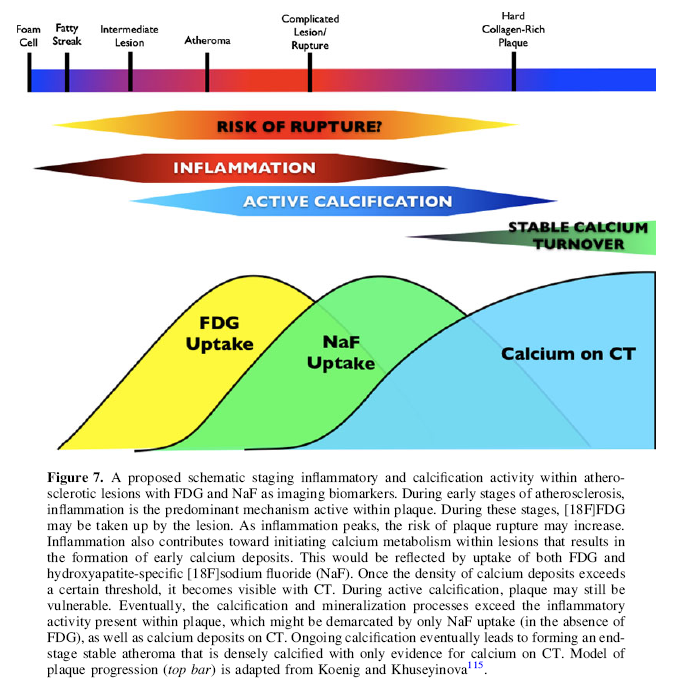 Foam
Cell
Fatty
Streak
Intermediate
Lesion
Atheroma
Complicated
Lesion/
Rupture
Hard
Collagen-Rich
Plaque
RISK OF RUPTURE?
INFLAMMATION
ACTIVE CALCIFICATION
STABLE CALCIUM
TURNOVER
FDG
Uptake
NaF
Uptake
Calcium on CT
Figure 7. A proposed schematic staging inflammatory and calcification activity within athero-
sclerotic lesions with FDG and NaF as imaging biomarkers. During early stages of atherosclerosis,
inflammation is the predominant mechanism active within plaque. During these stages, [18F]FDG
may be taken up by the lesion. As inflammation peaks, the risk of plaque rupture may increase.
Inflammation also contributes toward initiating calcium metabolism within lesions that results in
the formation of early calcium deposits. This would be reflected by uptake of both FDG and
hydroxyapatite-specific [18F]sodium fluoride (NaF). Once the density of calcium deposits exceeds
a certain threshold, it becomes visible with CT. During active calcification, plaque may still be
vulnerable. Eventually, the calcification and mineralization processes exceed the inflammatory
activity present within plaque, which might be demarcated by only NaF uptake (in the absence of
FDG), as well as calcium deposits on CT. Ongoing calcification eventually leads to forming an end-
stage stable atheroma that is densely calcified with only evidence for calcium on CT. Model of
plaque progression (top bar) is adapted from Koenig and Khuseyinova115.